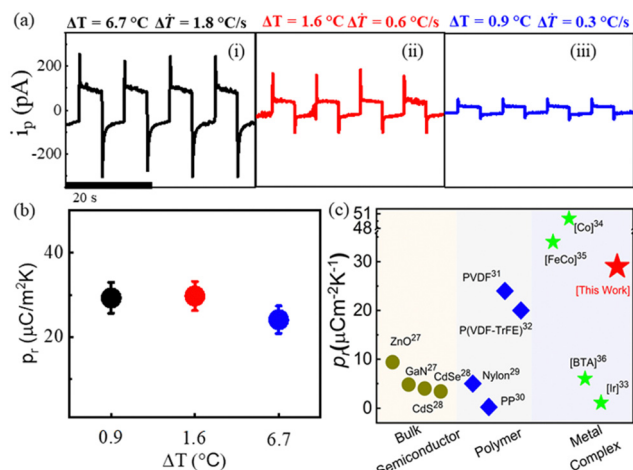 (a) ΔT = 6.7 °C ΔṪ = 1.8 °C/s ΔT = 1.6 °C ΔṪ = 0.6 °C/s ΔT = 0.9 °C ΔṪ = 0.3 °C/s
(i) (ii) (iii)
i_p (pA)
200
100
0
-200
20 s
(b)
p_r (μC/m²K)
40
20
0.9 1.6 6.7
ΔT (°C)
(c)
p_r(μCm⁻²K⁻¹)
51
48
30
20
10
5
0
[Co]³⁴
[FeCo]³⁵
PVDF³¹
[This Work]
P(VDF-TrFE)³²
ZnO²⁷
GaN²⁷
CdSe²⁸
Nylon²⁹
[BTA]³⁶
CdS²⁸
PP³⁰
[Ir]³³
Bulk
Semiconductor
Polymer
Metal
Complex